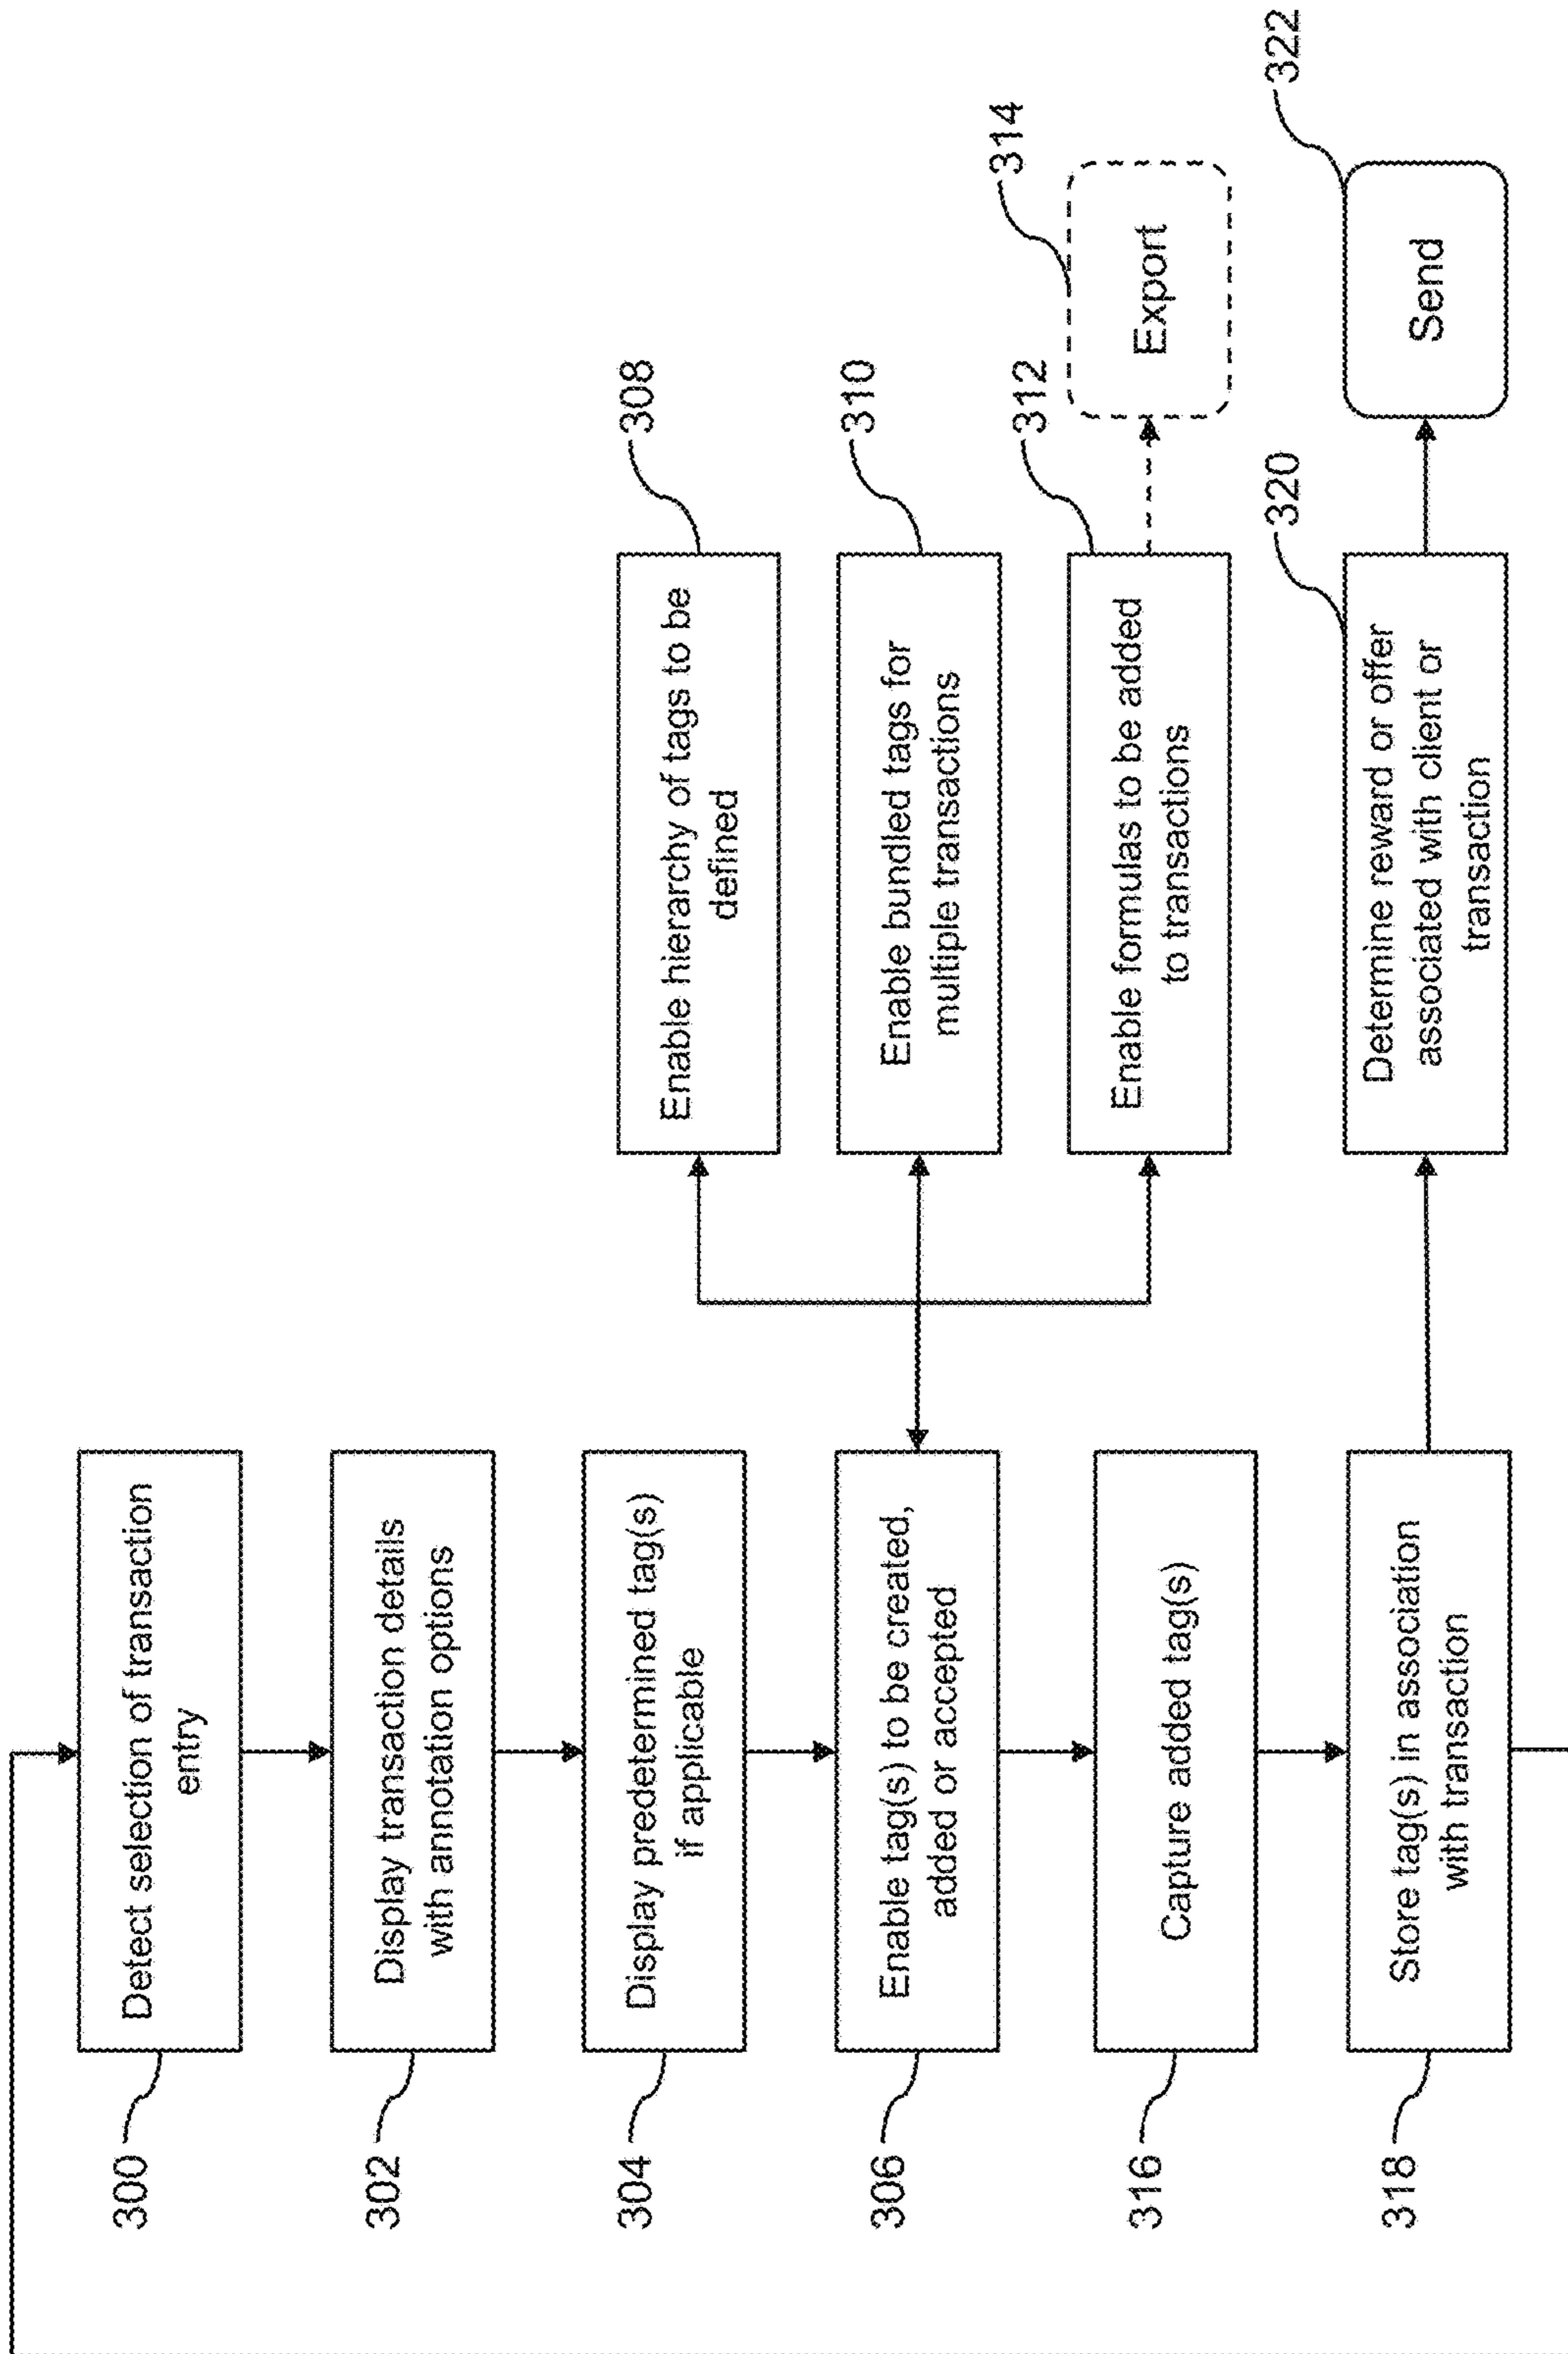 300
Detect selection of transaction
entry
302
Display transaction details
with annotation options
304
Display predetermined tag(s)
if applicable
306
Enable tag(s) to be created,
added or accepted
308
Enable hierarchy of tags to be
defined
310
Enable bundled tags for
multiple transactions
312
Enable formulas to be added
to transactions
314
Export
316
Capture added tag(s)
318
Store tag(s) in association
with transaction
320
Determine reward or offer
associated with client or
transaction
322
Send